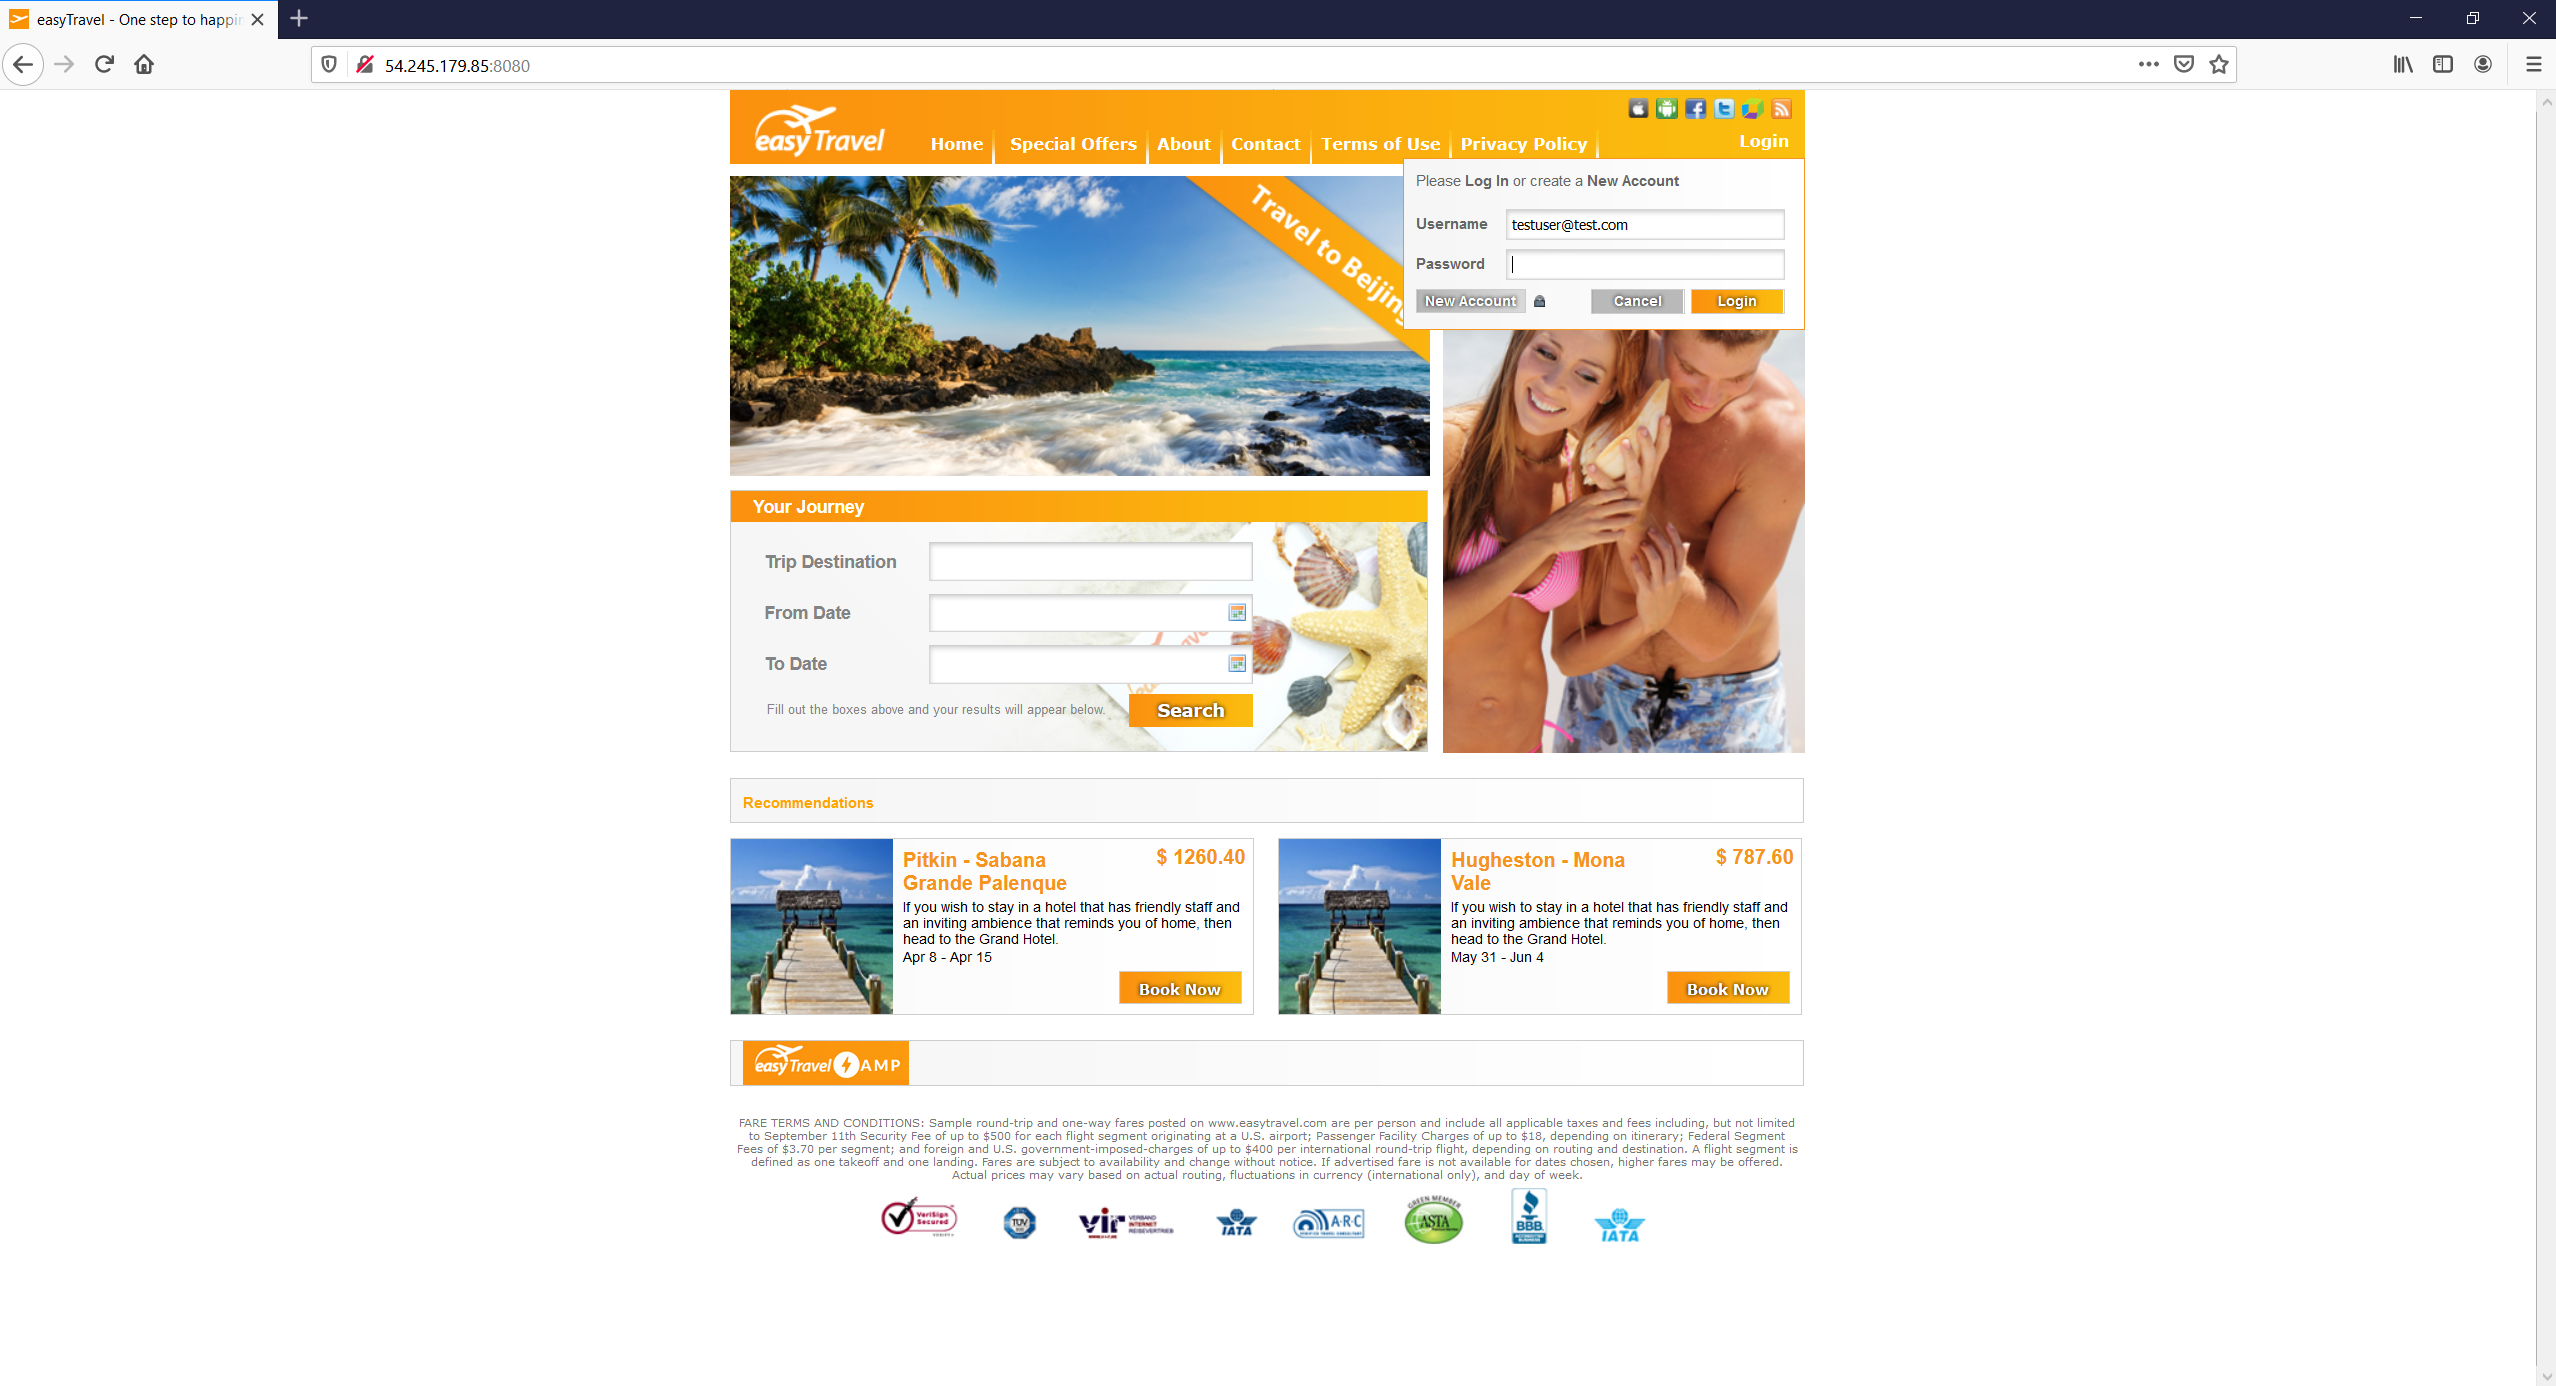 easyTravel - One step to happin
54.245.179.85:8080
easyTravel
Home
Special Offers
About
Contact
Terms of Use
Privacy Policy
Login
Please Log In or create a New Account
Username
testuser@test.com
Password
New Account
Cancel
Login
Travel to Beijing
Your Journey
Trip Destination
From Date
To Date
Fill out the boxes above and your results will appear below.
Search
Recommendations
Pitkin - Sabana
Grande Palenque
$ 1260.40
If you wish to stay in a hotel that has friendly staff and
an inviting ambience that reminds you of home, then
head to the Grand Hotel.
Apr 8 - Apr 15
Book Now
Hugheston - Mona
Vale
$ 787.60
If you wish to stay in a hotel that has friendly staff and
an inviting ambience that reminds you of home, then
head to the Grand Hotel.
May 31 - Jun 4
Book Now
easyTravel AMP
FARE TERMS AND CONDITIONS: Sample round-trip and one-way fares posted on www.easytravel.com are per person and include all applicable taxes and fees including, but not limited
to September 11th Security Fee of up to $500 for each flight segment originating at a U.S. airport; Passenger Facility Charges of up to $18, depending on itinerary; Federal Segment
Fees of $3.70 per segment; and foreign and U.S. government-imposed-charges of up to $400 per international round-trip flight, depending on routing and destination. A flight segment is
defined as one takeoff and one landing. Fares are subject to availability and change without notice. If advertised fare is not available for dates chosen, higher fares may be offered.
Actual prices may vary based on actual routing, fluctuations in currency (international only), and day of week.
VeriSign
Secured
TÜV
vir
VERBAND
INTERNET
REISEVERTRIEB
IATA
A·R·C
GREEN MEMBER
ASTA
BBB
ACCREDITED
BUSINESS
IATA